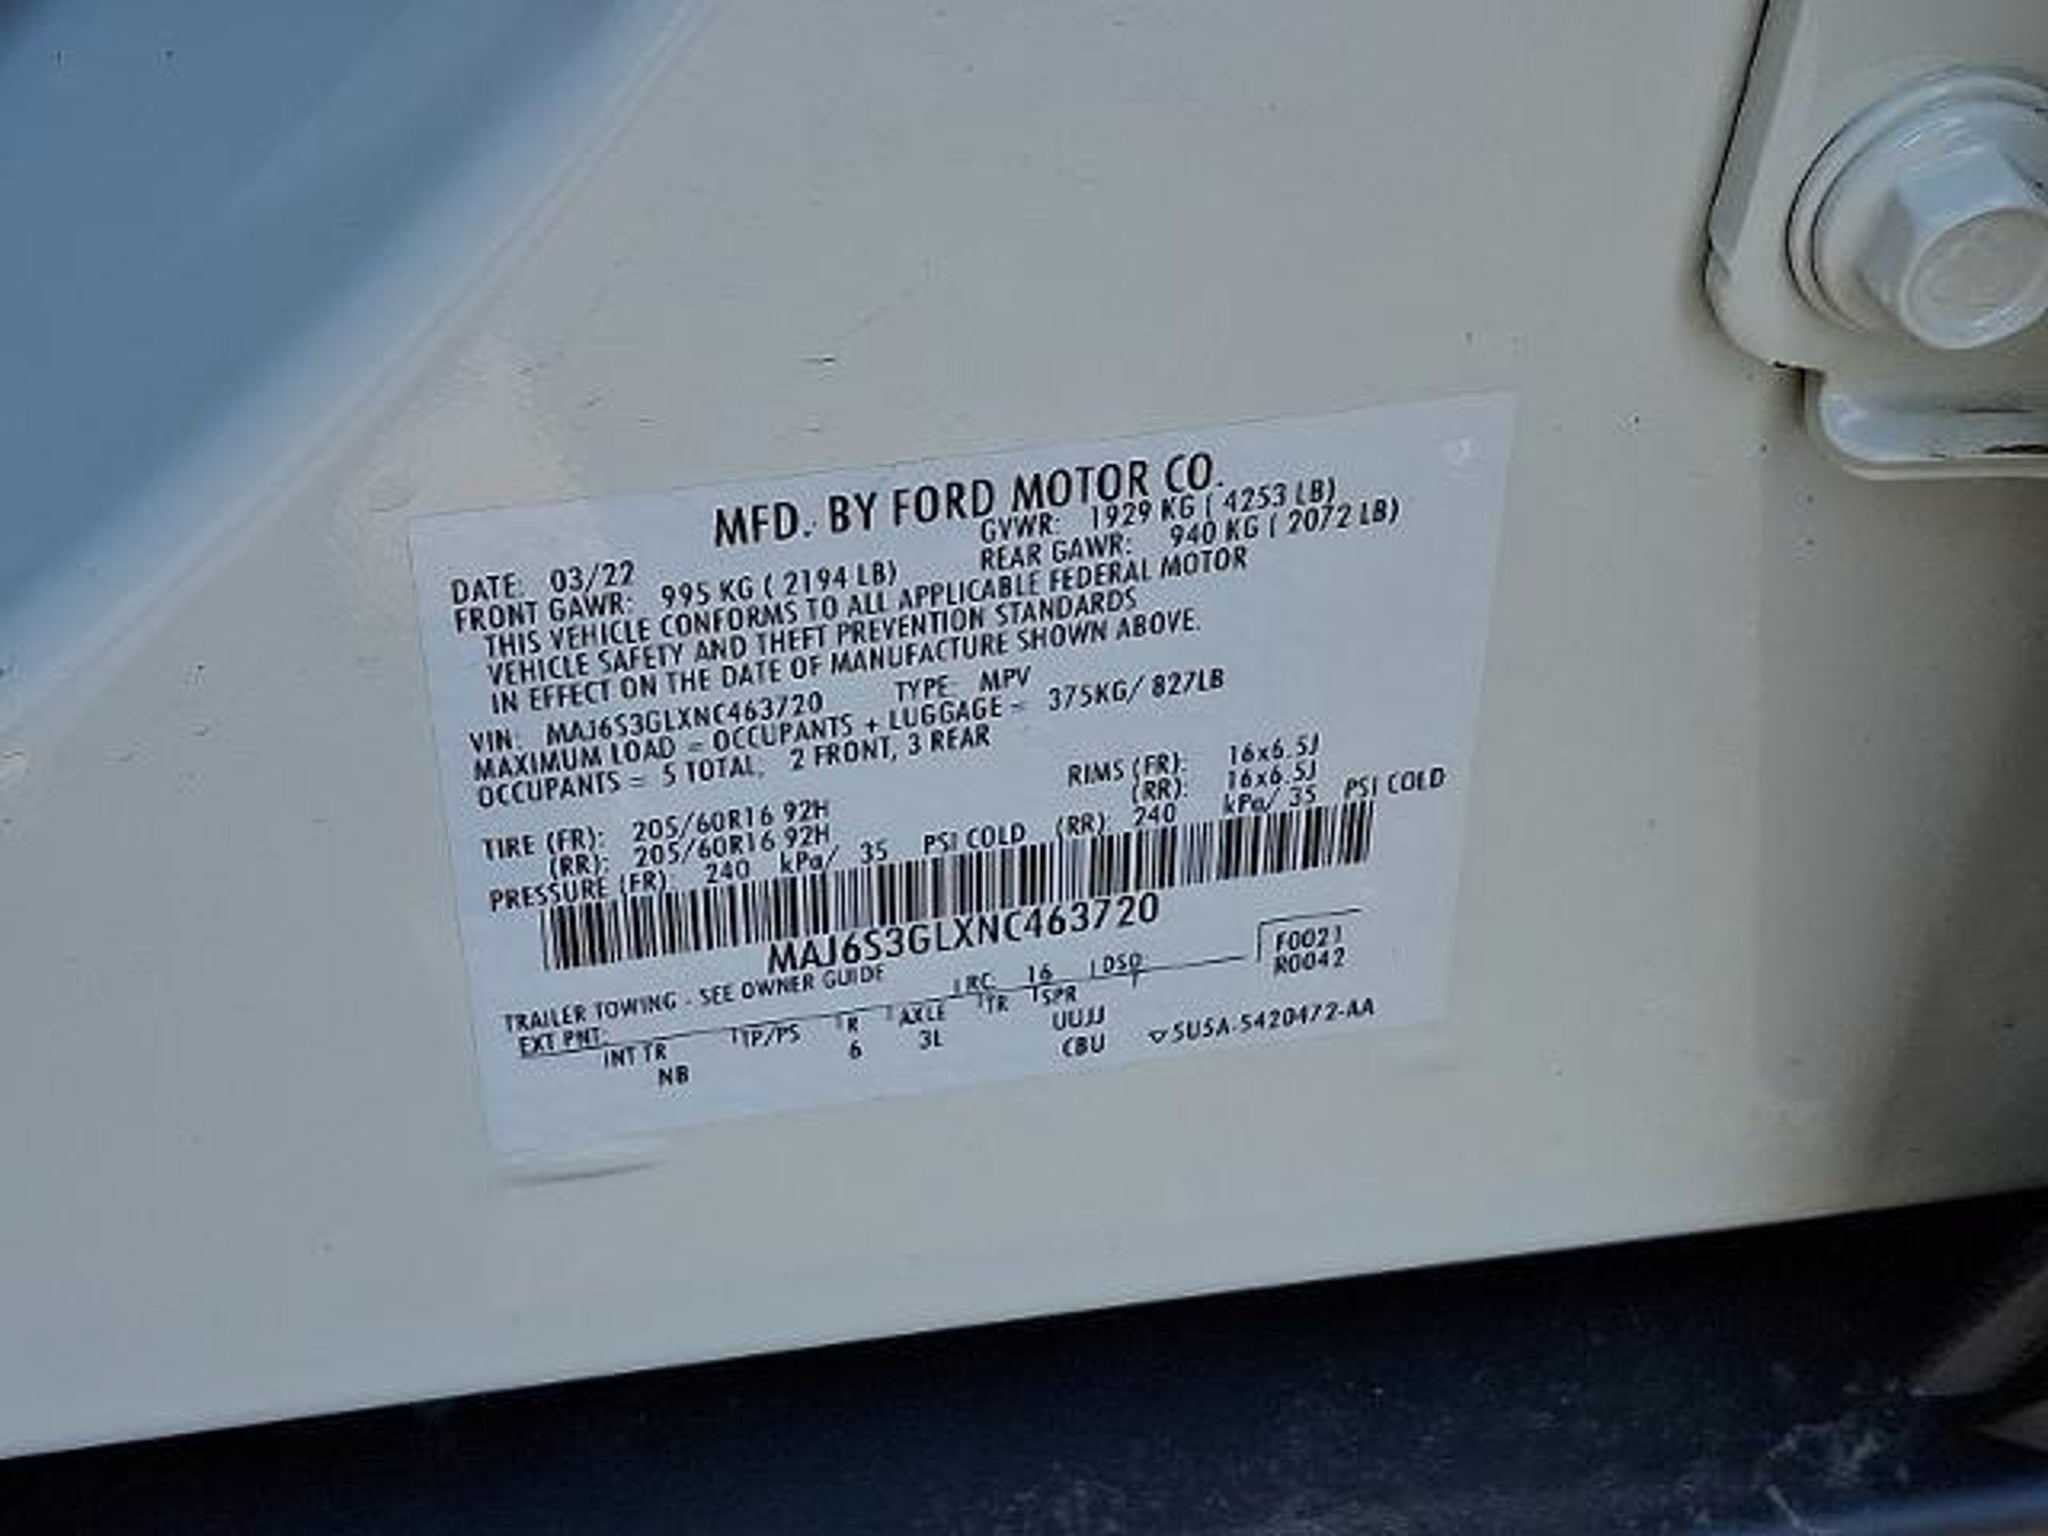 MFD. BY FORD MOTOR CO.
DATE: 03/22 GVWR: 1929 KG ( 4253 LB)
FRONT GAWR: 995 KG ( 2194 LB) REAR GAWR: 940 KG ( 2072 LB)
THIS VEHICLE CONFORMS TO ALL APPLICABLE FEDERAL MOTOR
VEHICLE SAFETY AND THEFT PREVENTION STANDARDS
IN EFFECT ON THE DATE OF MANUFACTURE SHOWN ABOVE.
VIN: MAJ6S3GLXNC463720 TYPE: MPV
MAXIMUM LOAD = OCCUPANTS + LUGGAGE = 375KG/ 827LB
OCCUPANTS = 5 TOTAL, 2 FRONT, 3 REAR
TIRE (FR): 205/60R16 92H RIMS (FR): 16x6.5J
(RR): 205/60R16 92H (RR): 16x6.5J
PRESSURE (FR): 240 kPa/ 35 PSI COLD (RR): 240 kPa/ 35 PSI COLD
MAJ6S3GLXNC463720
F0021
TRAILER TOWING - SEE OWNER GUIDE RC: 16 DSO: R0042
EXT PNT:
INT TR TP/PS R AXLE TR SPR
NB 6 3L UUJJ
CBU ▽5U5A-5420472-AA